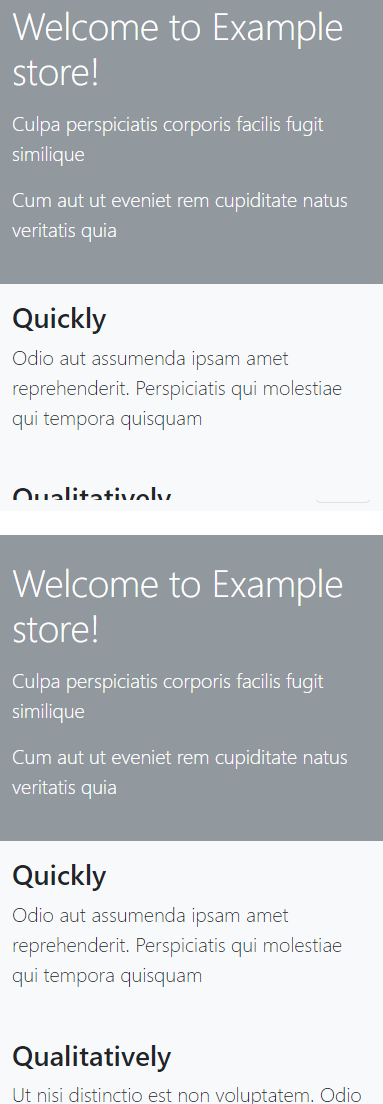 Welcome to Example
store!
Culpa perspiciatis corporis facilis fugit
similique
Cum aut ut eveniet rem cupiditate natus
veritatis quia
Quickly
Odio aut assumenda ipsam amet
reprehenderit. Perspiciatis qui molestiae
qui tempora quisquam
Qualitatively
Welcome to Example
store!
Culpa perspiciatis corporis facilis fugit
similique
Cum aut ut eveniet rem cupiditate natus
veritatis quia
Quickly
Odio aut assumenda ipsam amet
reprehenderit. Perspiciatis qui molestiae
qui tempora quisquam
Qualitatively
Ut nisi distinctio est non voluptatem. Odio